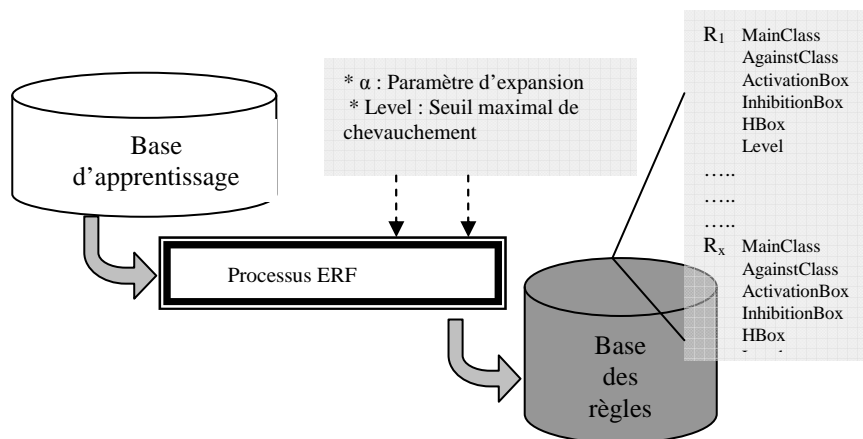 * α : Paramètre d'expansion
* Level : Seuil maximal de
chevauchement
Base
d'apprentissage
Processus ERF
Base
des
règles
R1 MainClass
AgainstClass
ActivationBox
InhibitionBox
HBox
Level
…..
…..
…..
Rx MainClass
AgainstClass
ActivationBox
InhibitionBox
HBox